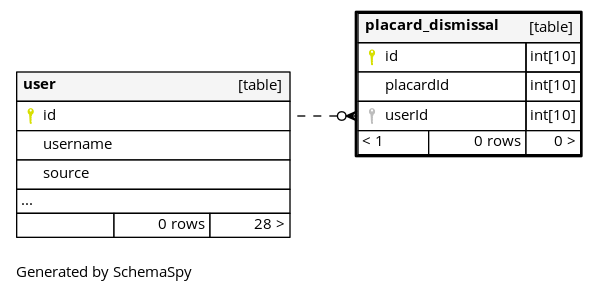 user [table]
id
username
source
...
0 rows 28 >
placard_dismissal [table]
id int[10]
placardId int[10]
userId int[10]
< 1 0 rows 0 >
Generated by SchemaSpy